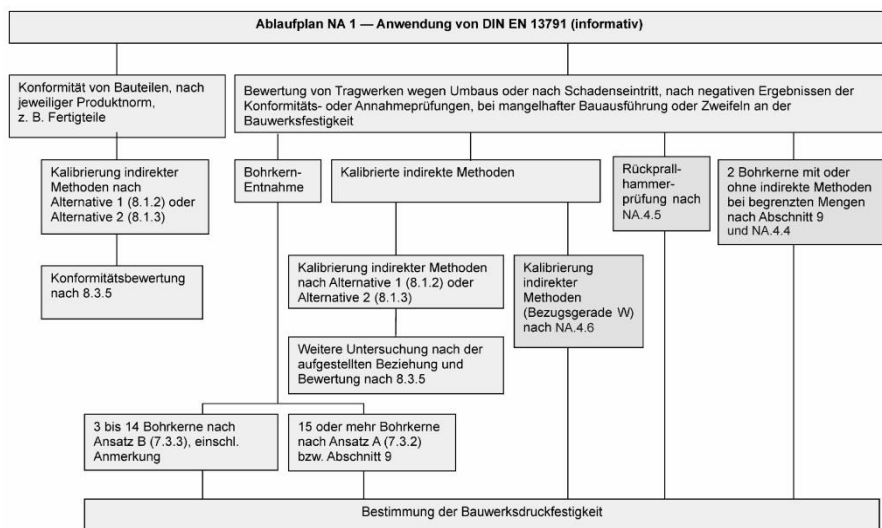 Ablaufplan NA 1 — Anwendung von DIN EN 13791 (informativ)
Konformität von Bauteilen, nach
jeweiliger Produktnorm,
z. B. Fertigteile
Bewertung von Tragwerken wegen Umbaus oder nach Schadenseintritt, nach negativen Ergebnissen der
Konformitäts- oder Annahmeprüfungen, bei mangelhafter Bauausführung oder Zweifeln an der
Bauwerksfestigkeit
Kalibrierung indirekter
Methoden nach
Alternative 1 (8.1.2) oder
Alternative 2 (8.1.3)
Bohrkern-
Entnahme
Kalibrierte indirekte Methoden
Rückprall-
hammer-
prüfung nach
NA.4.5
2 Bohrkerne mit oder
ohne indirekte Methoden
bei begrenzten Mengen
nach Abschnitt 9
und NA.4.4
Konformitätsbewertung
nach 8.3.5
Kalibrierung indirekter Methoden
nach Alternative 1 (8.1.2) oder
Alternative 2 (8.1.3)
Kalibrierung
indirekter
Methoden
(Bezugsgerade W)
nach NA.4.6
Weitere Untersuchung nach der
aufgestellten Beziehung und
Bewertung nach 8.3.5
3 bis 14 Bohrkerne nach
Ansatz B (7.3.3), einschl.
Anmerkung
15 oder mehr Bohrkerne
nach Ansatz A (7.3.2)
bzw. Abschnitt 9
Bestimmung der Bauwerksdruckfestigkeit